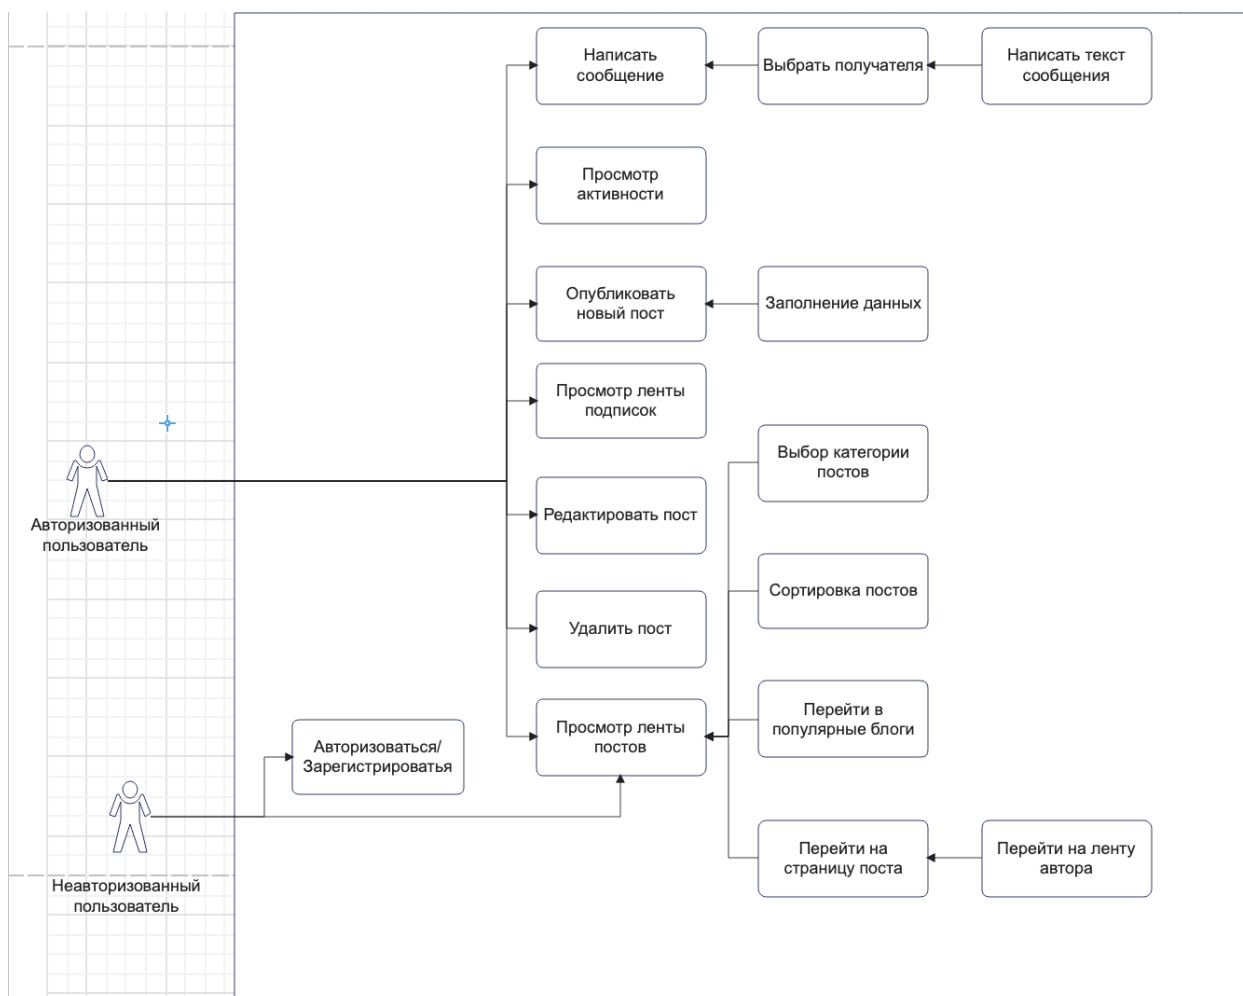 Написать
сообщение
Выбрать получателя
Написать текст
сообщения
Просмотр
активности
Опубликовать
новый пост
Заполнение данных
Просмотр ленты
подписок
Выбор категории
постов
Авторизованный
пользователь
Редактировать пост
Сортировка постов
Удалить пост
Перейти в
популярные блоги
Просмотр ленты
постов
Авторизоваться/
Зарегистрироватья
Перейти на
страницу поста
Перейти на ленту
автора
Неавторизованный
пользователь